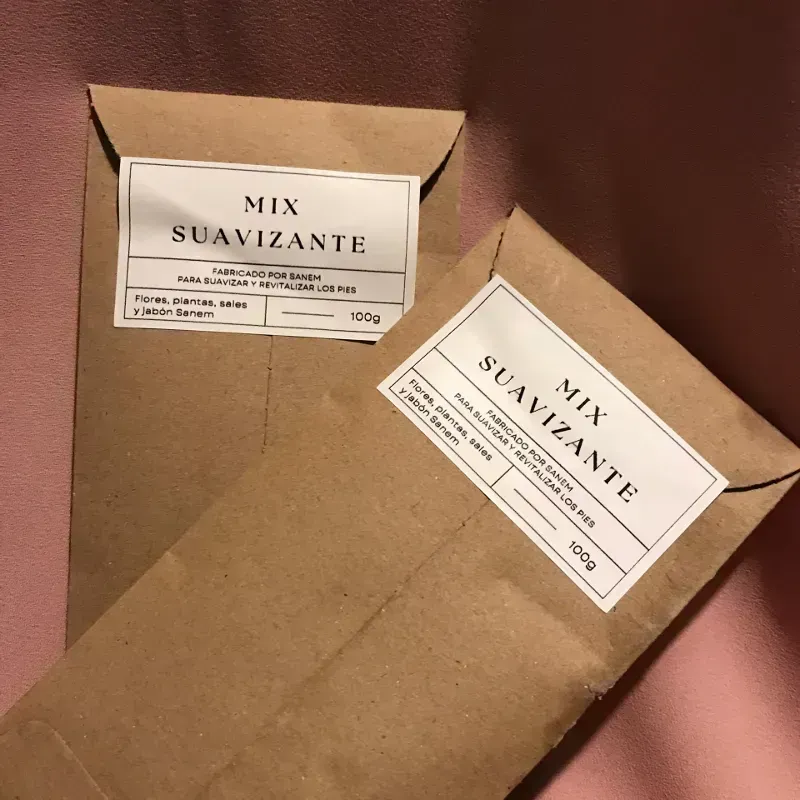 MIX
SUAVIZANTE
FABRICADO POR SANEM
PARA SUAVIZAR Y REVITALIZAR LOS PIES
Flores, plantas, sales
y jabón Sanem
100g
MIX
SUAVIZANTE
FABRICADO POR SANEM
PARA SUAVIZAR Y REVITALIZAR LOS PIES
Flores, plantas, sales
y jabón Sanem
100g